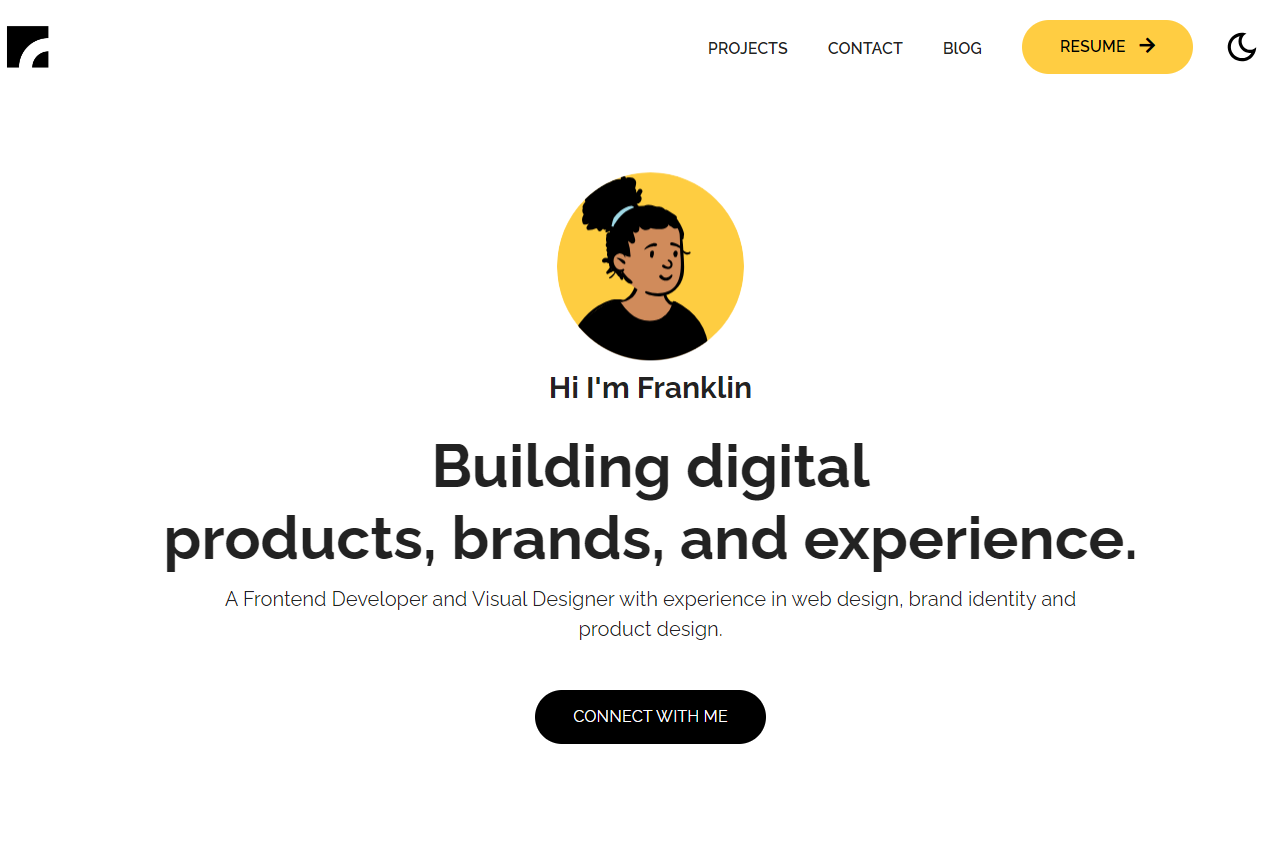 PROJECTS
CONTACT
BlOG
RESUME
Hi I'm Franklin
Building digital
products, brands, and experience.
A Frontend Developer and Visual Designer with experience in web design, brand identity and
product design.
CONNECT WITH ME